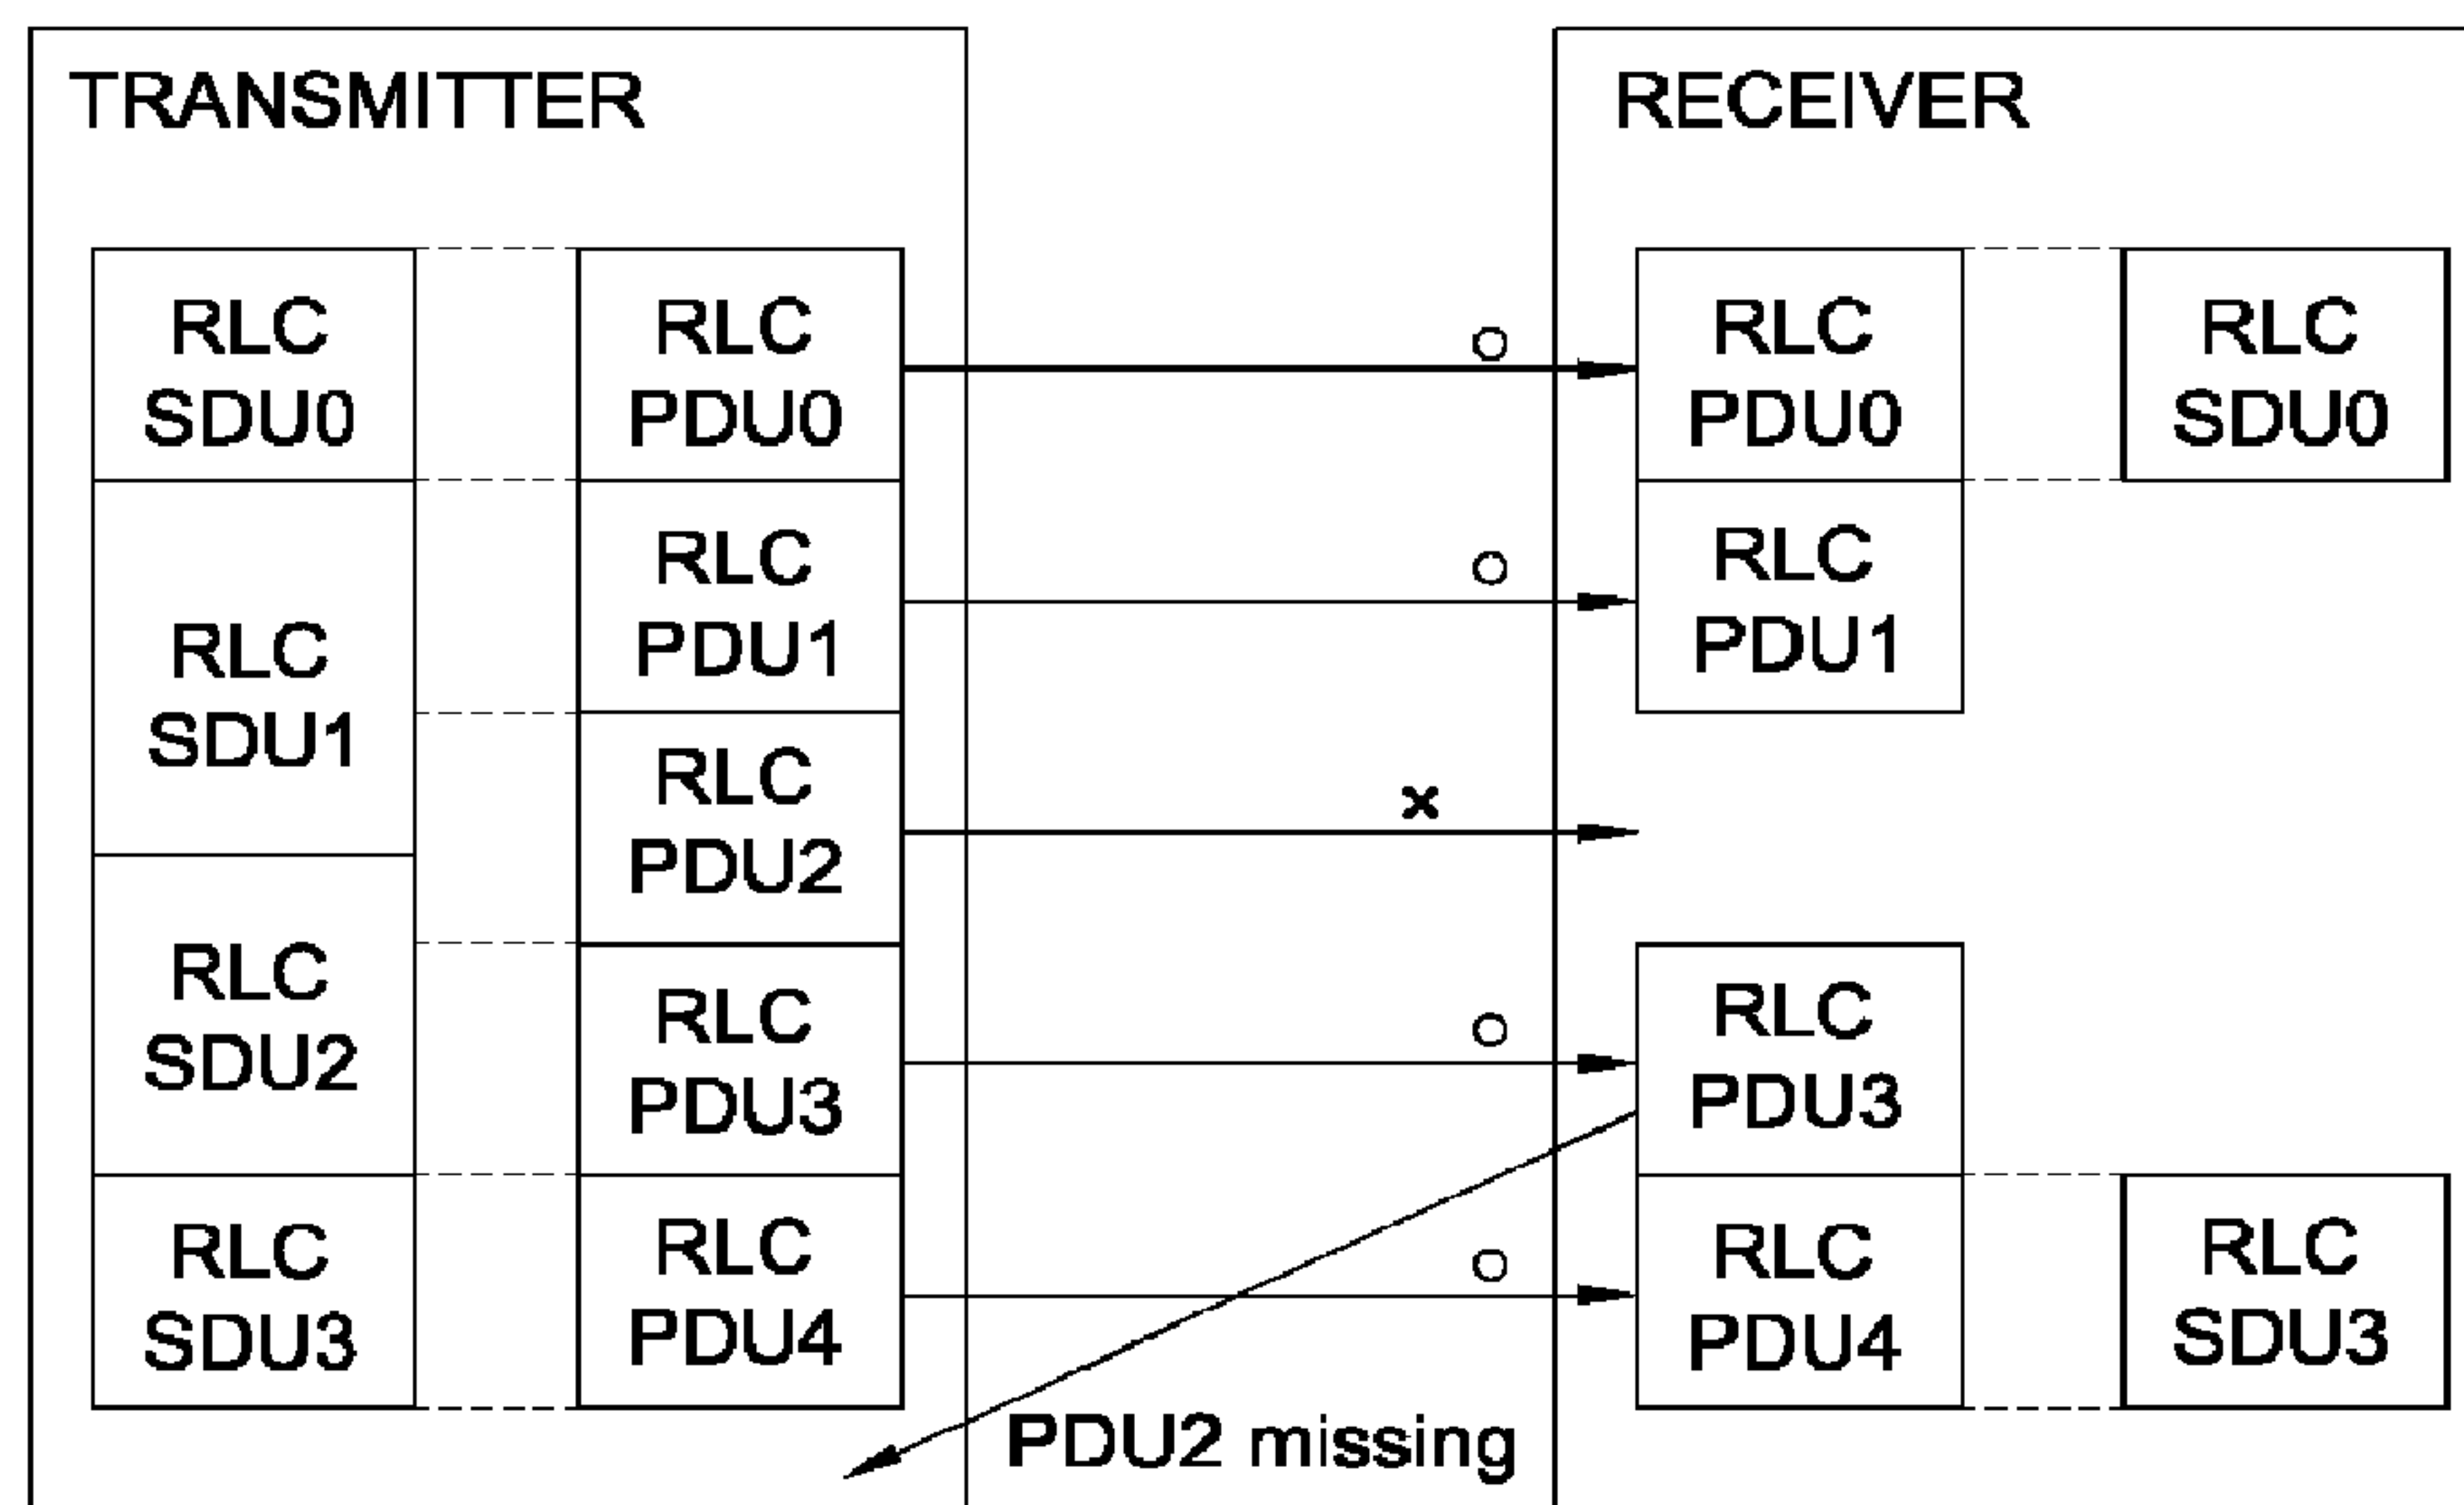 TRANSMITTER
RLC
SDU0
RLC
SDU1
RLC
SDU2
RLC
SDU3
RLC
PDU0
RLC
PDU1
RLC
PDU2
RLC
PDU3
RLC
PDU4
x
PDU2 missing
RECEIVER
RLC
PDU0
RLC
PDU1
RLC
PDU3
RLC
PDU4
RLC
SDU0
RLC
SDU3